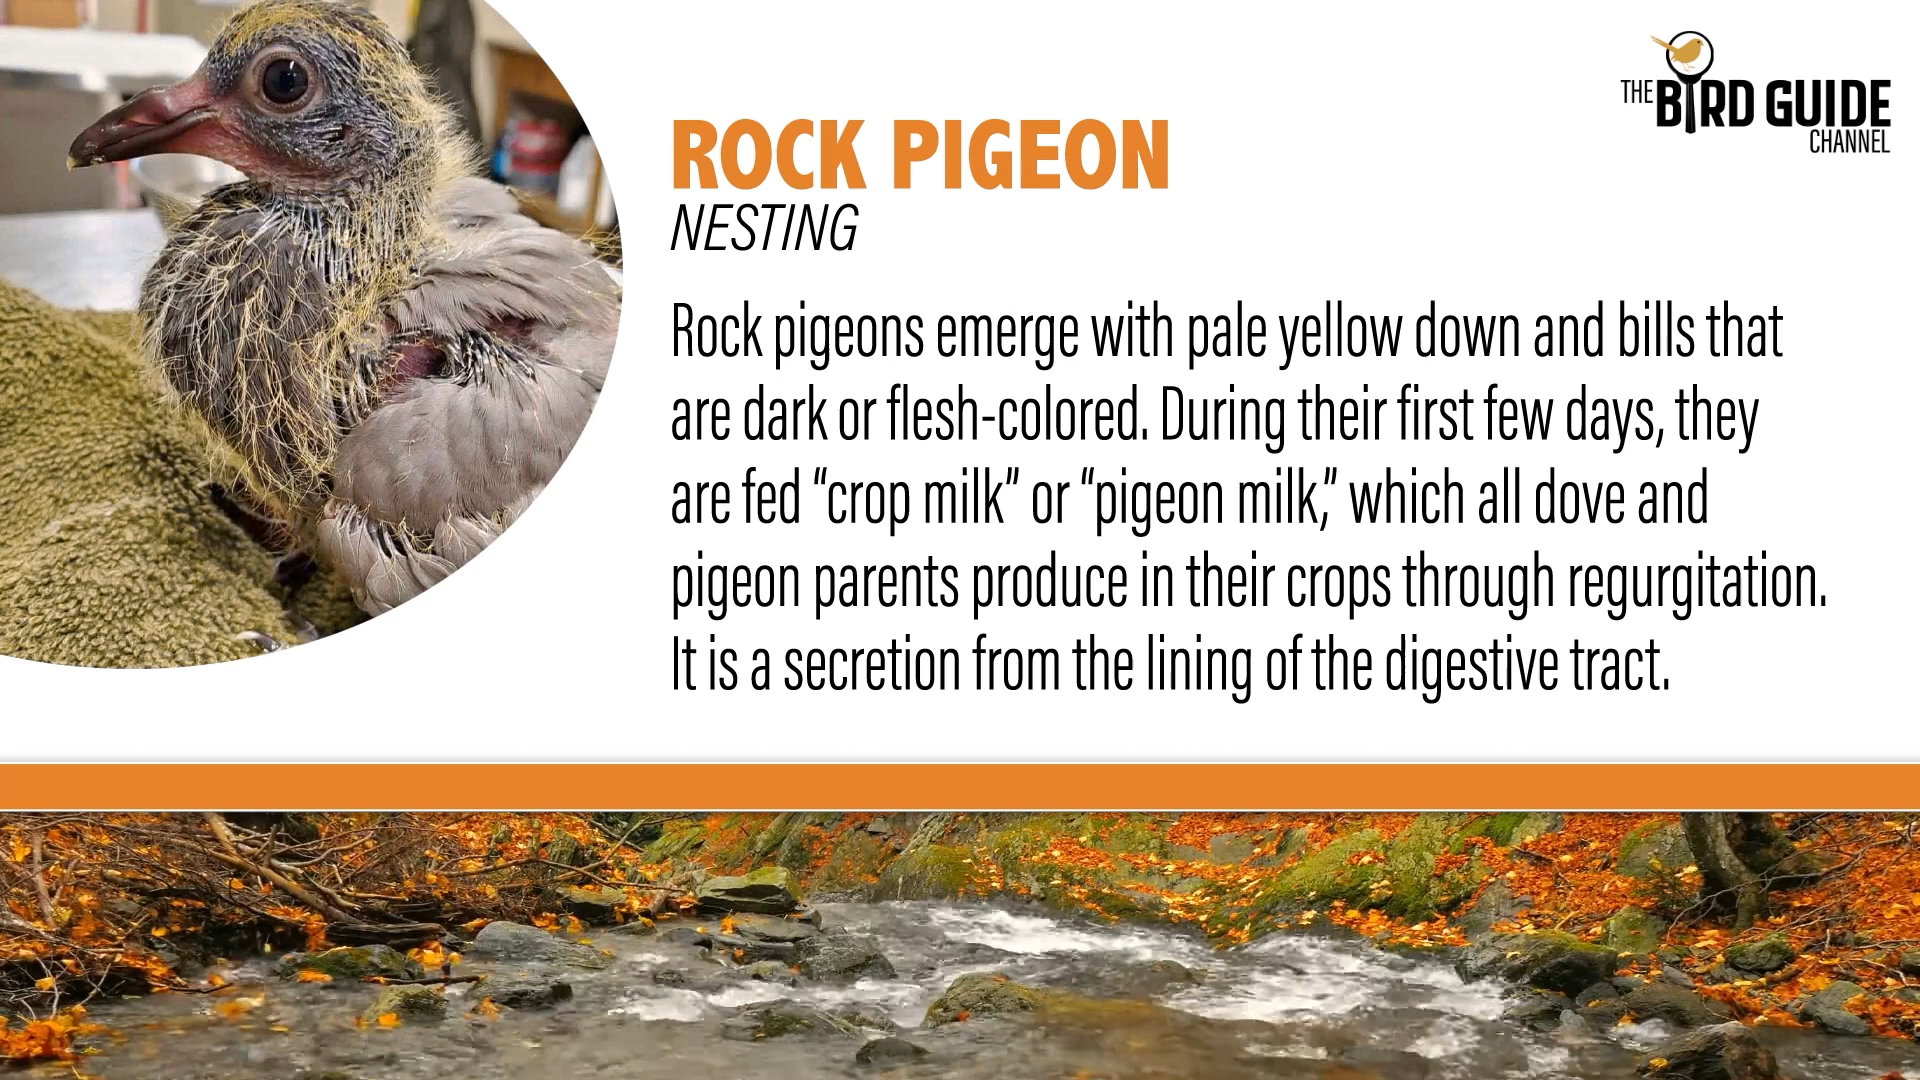 THE BIRD GUIDE
CHANNEL
ROCK PIGEON
NESTING
Rock pigeons emerge with pale yellow down and bills that
are dark or flesh-colored. During their first few days, they
are fed “crop milk” or “pigeon milk,” which all dove and
pigeon parents produce in their crops through regurgitation.
It is a secretion from the lining of the digestive tract.